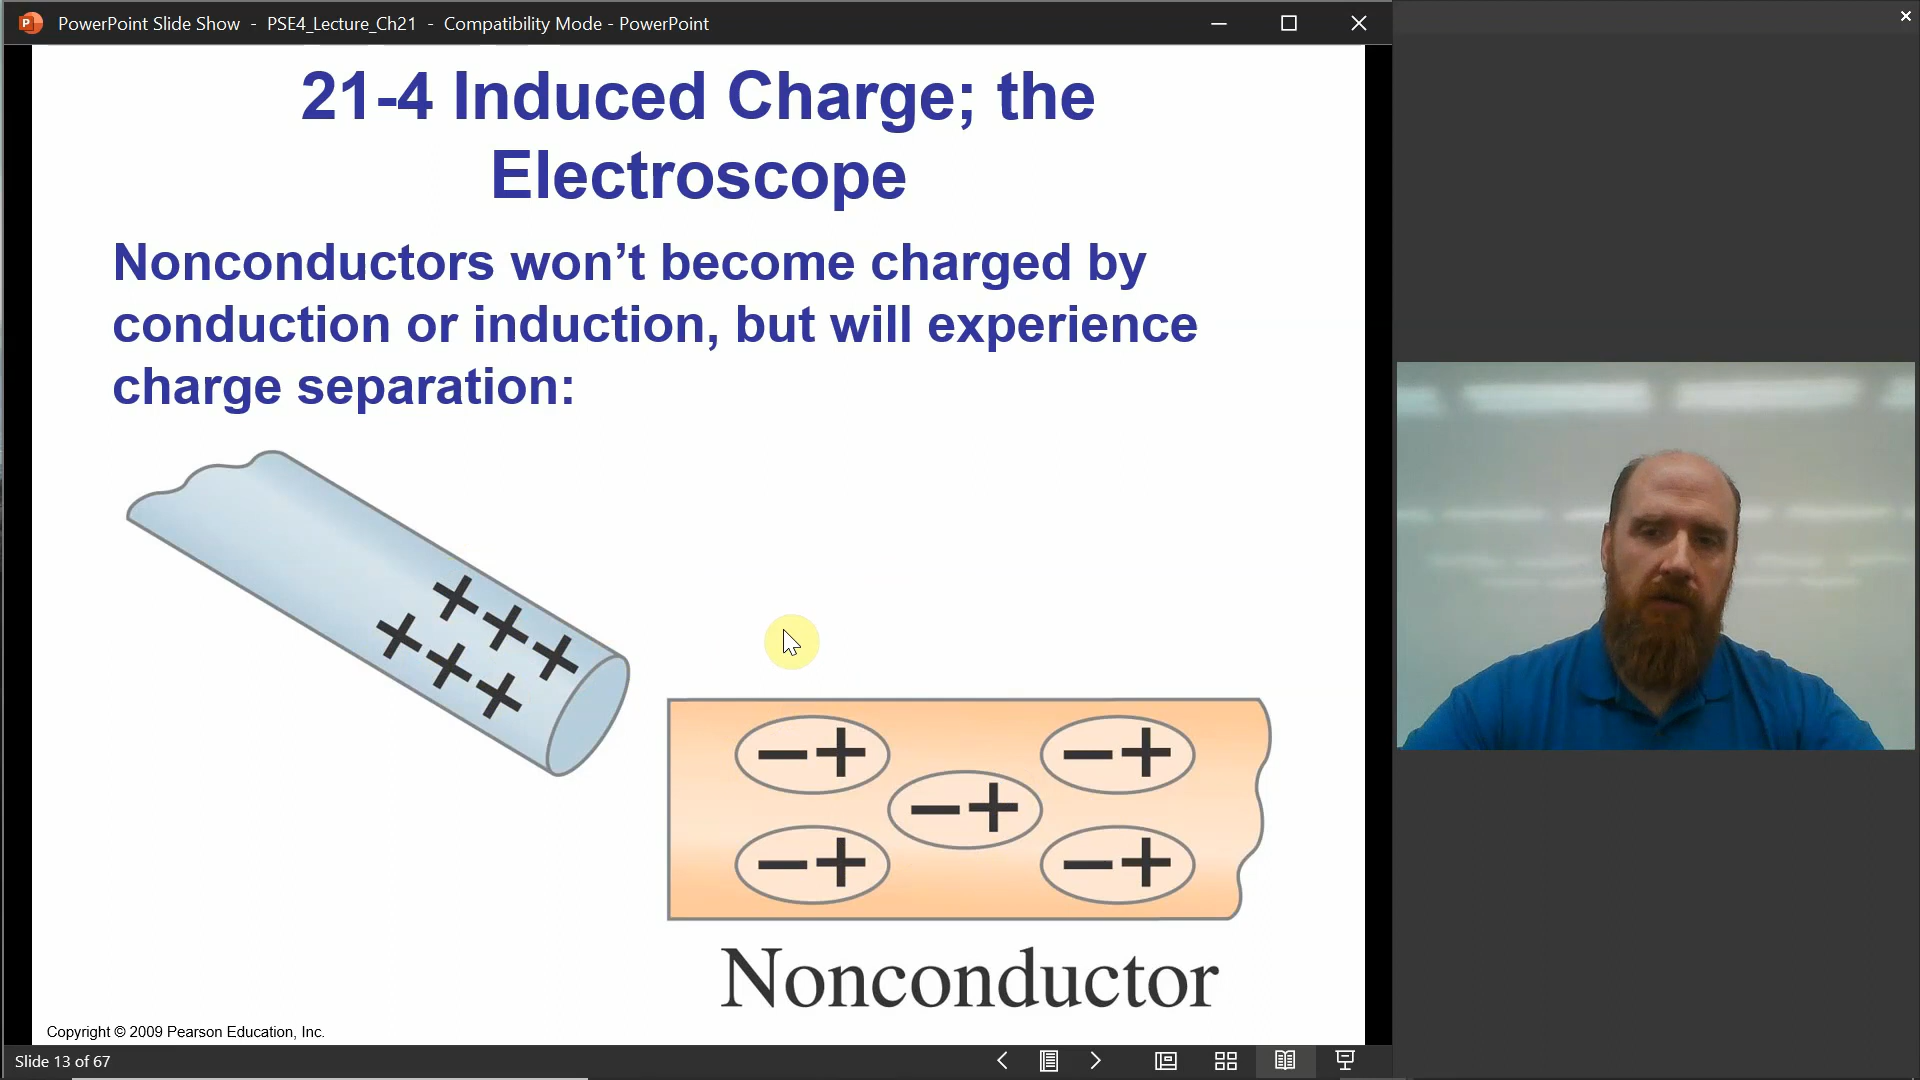 PowerPoint Slide Show - PSE4_Lecture_Ch21 - Compatibility Mode - PowerPoint
21-4 Induced Charge; the
Electroscope
Nonconductors won’t become charged by
conduction or induction, but will experience
charge separation:
+++
+++
−+ −+
−+
−+ −+
Nonconductor
Copyright © 2009 Pearson Education, Inc.
Slide 13 of 67